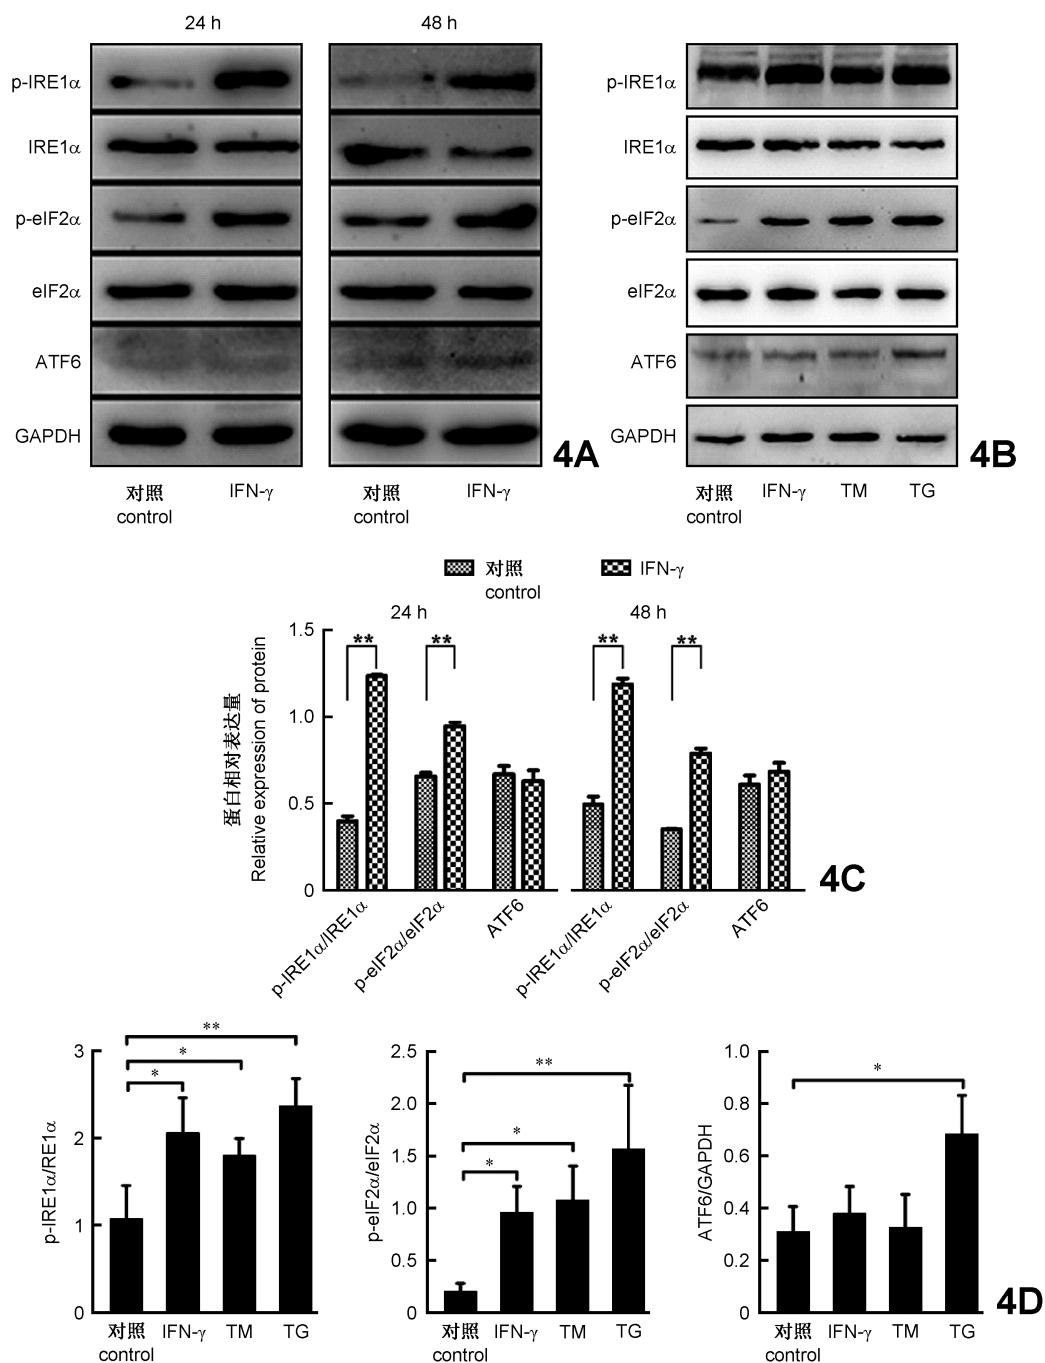 24 h
48 h
p-IRE1α
IRE1α
p-eIF2α
eIF2α
ATF6
GAPDH
对照
control
IFN-γ
对照
control
IFN-γ
4A
p-IRE1α
IRE1α
p-eIF2α
eIF2α
ATF6
GAPDH
对照
control
IFN-γ
TM
TG
4B
对照
control
IFN-γ
24 h
48 h
蛋白相对表达量
Relative expression of protein
1.5
1.0
0.5
0
**
**
**
**
p-IRE1α/IRE1α
p-eIF2α/eIF2α
ATF6
p-IRE1α/IRE1α
p-eIF2α/eIF2α
ATF6
4C
p-IRE1α/RE1α
3
2
1
0
**
*
*
对照
control
IFN-γ
TM
TG
p-eIF2α/eIF2α
2.5
2.0
1.5
1.0
0.5
0
**
*
*
对照
control
IFN-γ
TM
TG
ATF6/GAPDH
1.0
0.8
0.6
0.4
0.2
0
*
对照
control
IFN-γ
TM
TG
4D